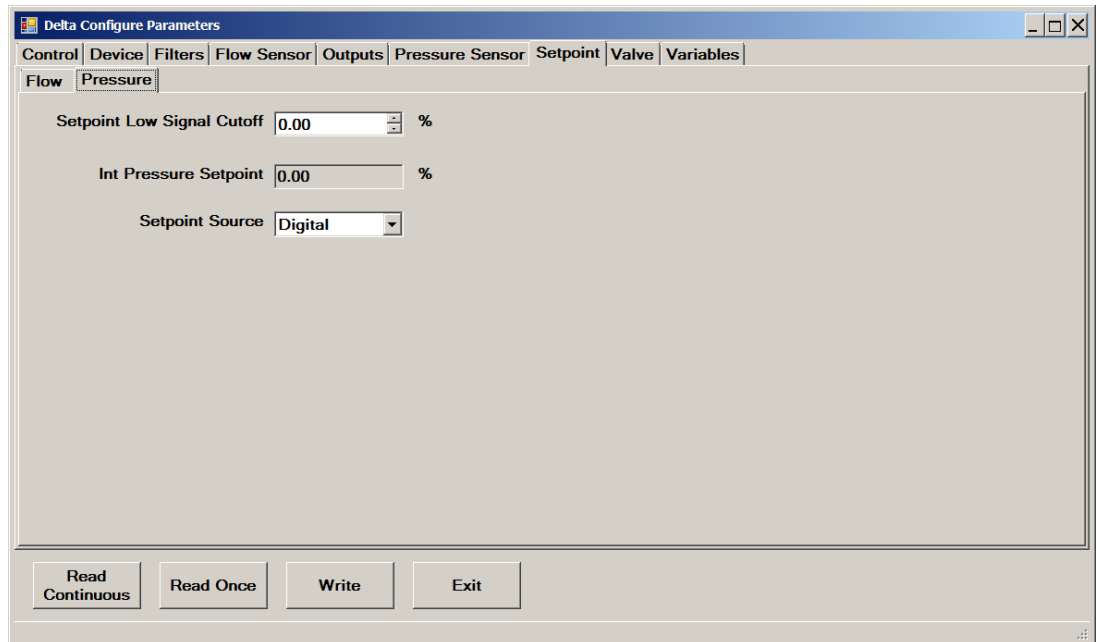 Delta Configure Parameters
Control Device Filters Flow Sensor Outputs Pressure Sensor Setpoint Valve Variables
Flow Pressure
Setpoint Low Signal Cutoff 0.00 %
Int Pressure Setpoint 0.00 %
Setpoint Source Digital
Read
Continuous
Read Once
Write
Exit